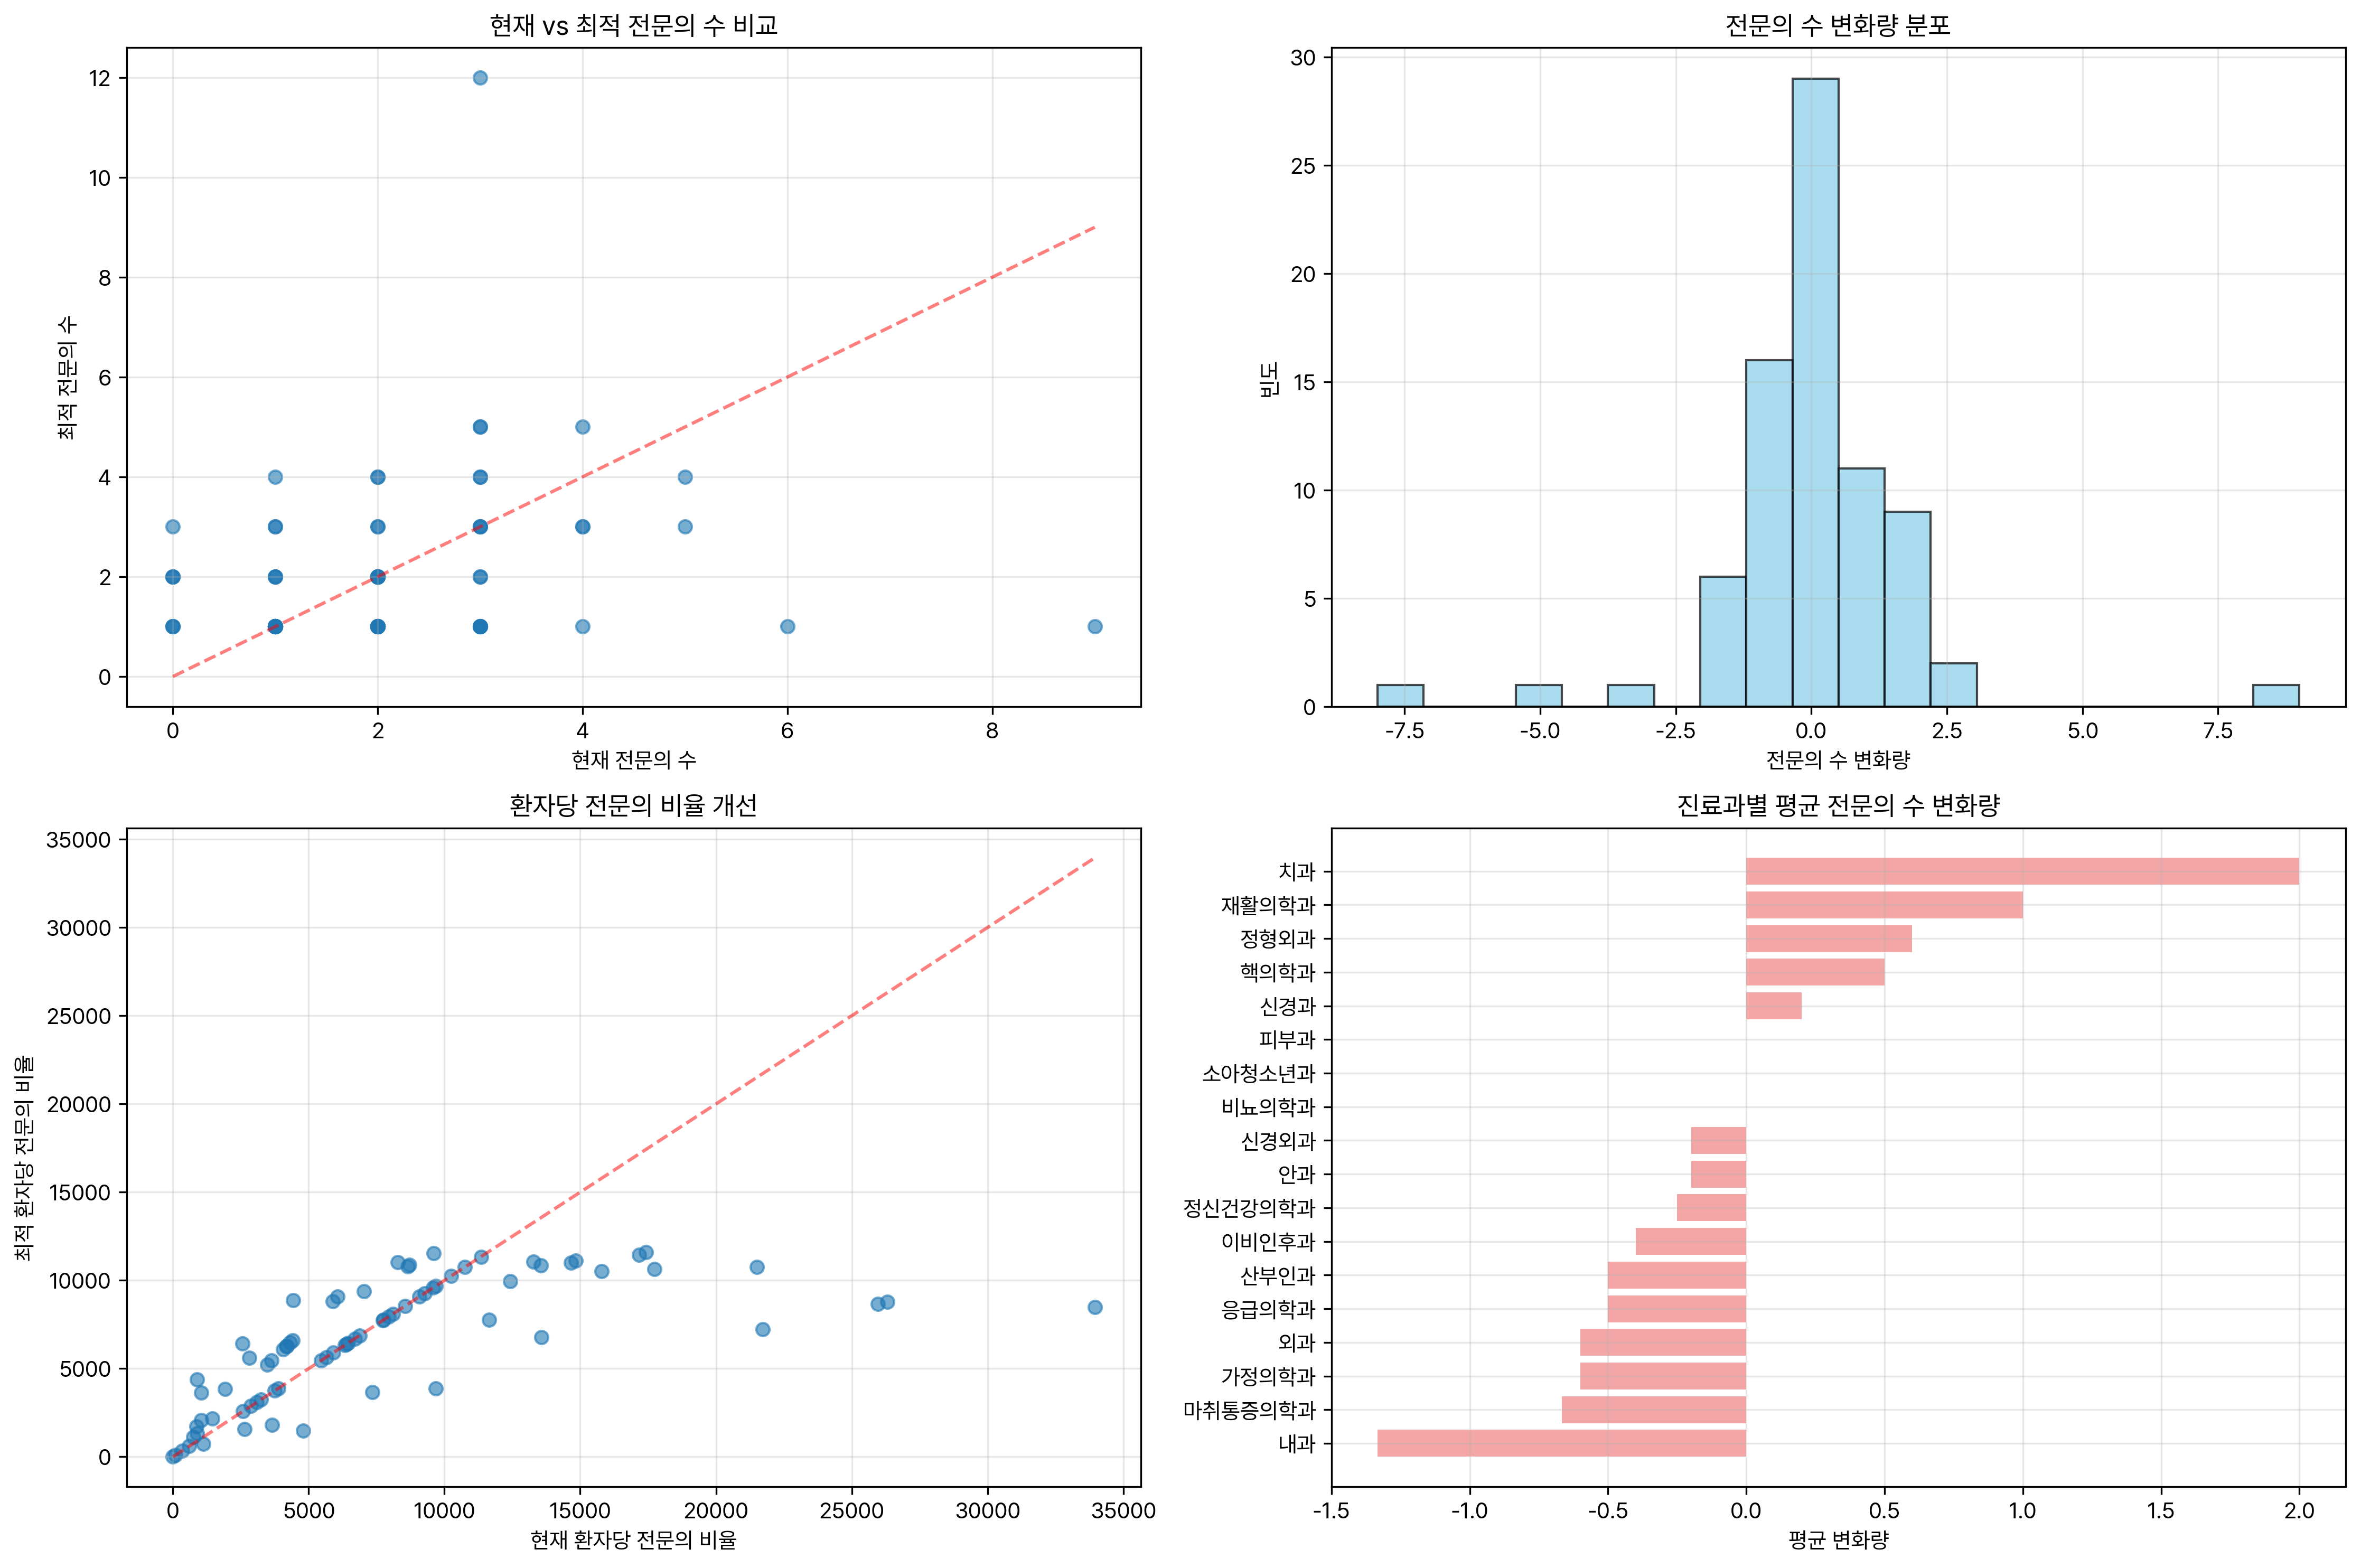 현재 vs 최적 전문의 수 비교
최적 전문의 수
12
10
8
6
4
2
0
0 2 4 6 8
현재 전문의 수
전문의 수 변화량 분포
빈도
30
25
20
15
10
5
0
-7.5 -5.0 -2.5 0.0 2.5 5.0 7.5
전문의 수 변화량
환자당 전문의 비율 개선
최적 환자당 전문의 비율
35000
30000
25000
20000
15000
10000
5000
0
0 5000 10000 15000 20000 25000 30000 35000
현재 환자당 전문의 비율
진료과별 평균 전문의 수 변화량
치과
재활의학과
정형외과
핵의학과
신경과
피부과
소아청소년과
비뇨의학과
신경외과
안과
정신건강의학과
이비인후과
산부인과
응급의학과
외과
가정의학과
마취통증의학과
내과
-1.5 -1.0 -0.5 0.0 0.5 1.0 1.5 2.0
평균 변화량